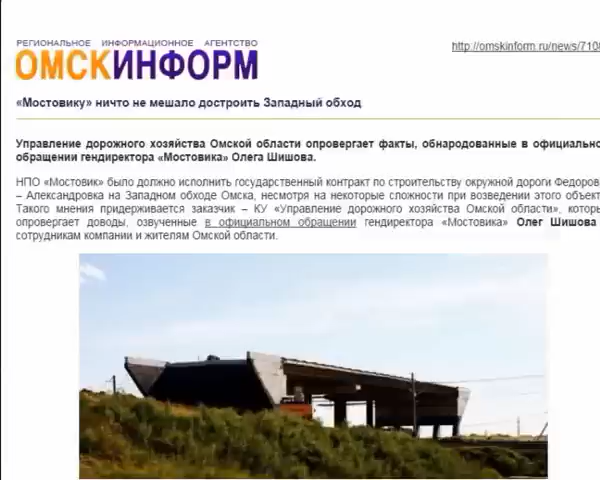 РЕГИОНАЛЬНОЕ ИНФОРМАЦИОННОЕ АГЕНТСТВО
ОМСКИНФОРМ
http://omskinform.ru/news/710
«Мостовику» ничто не мешало достроить Западный обход
Управление дорожного хозяйства Омской области опровергает факты, обнародованные в официально
обращении гендиректора «Мостовика» Олега Шишова.
НПО «Мостовик» было должно исполнить государственный контракт по строительству окружной дороги Федоров
– Александровка на Западном обходе Омска, несмотря на некоторые сложности при возведении этого объект
Такого мнения придерживается заказчик – КУ «Управление дорожного хозяйства Омской области», которы
опровергает доводы, озвученные в официальном обращении гендиректора «Мостовика» Олег Шишова
сотрудникам компании и жителям Омской области.